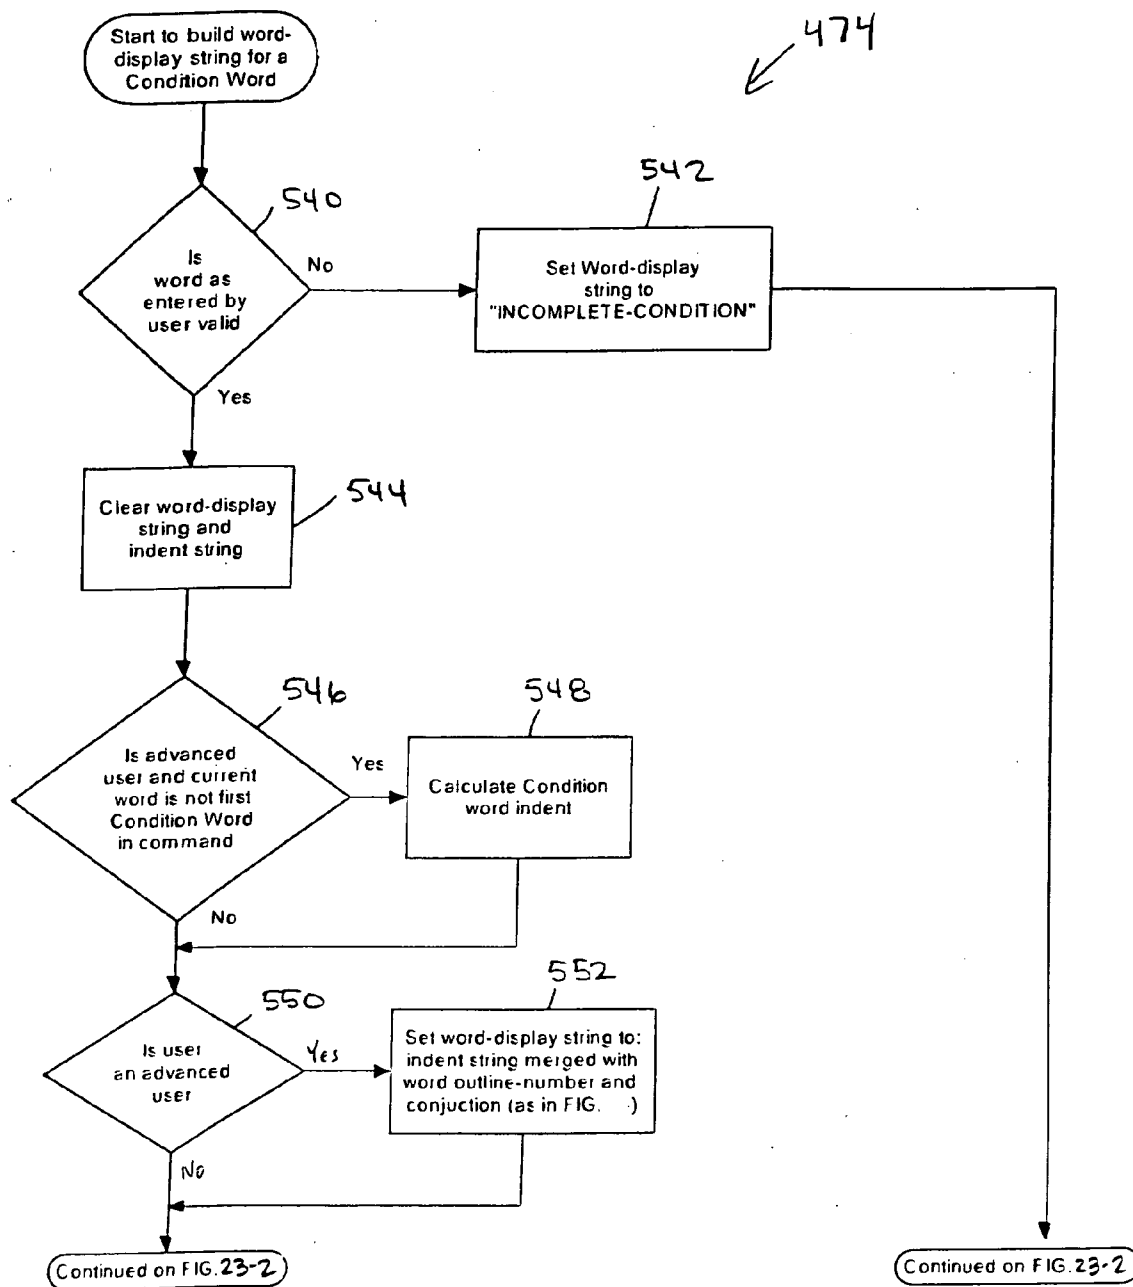 Start to build word-
display string for a
Condition Word
474
540
542
Is
word as
entered by
user valid
No
Set Word-display
string to
"INCOMPLETE-CONDITION"
Yes
544
Clear word-display
string and
indent string
546
548
Is advanced
user and current
word is not first
Condition Word
in command
Yes
Calculate Condition
word indent
No
550
552
Is user
an advanced
user
Yes
Set word-display string to:
indent string merged with
word outline-number and
conjuction (as in FIG. )
No
Continued on FIG. 23-2
Continued on FIG. 23-2